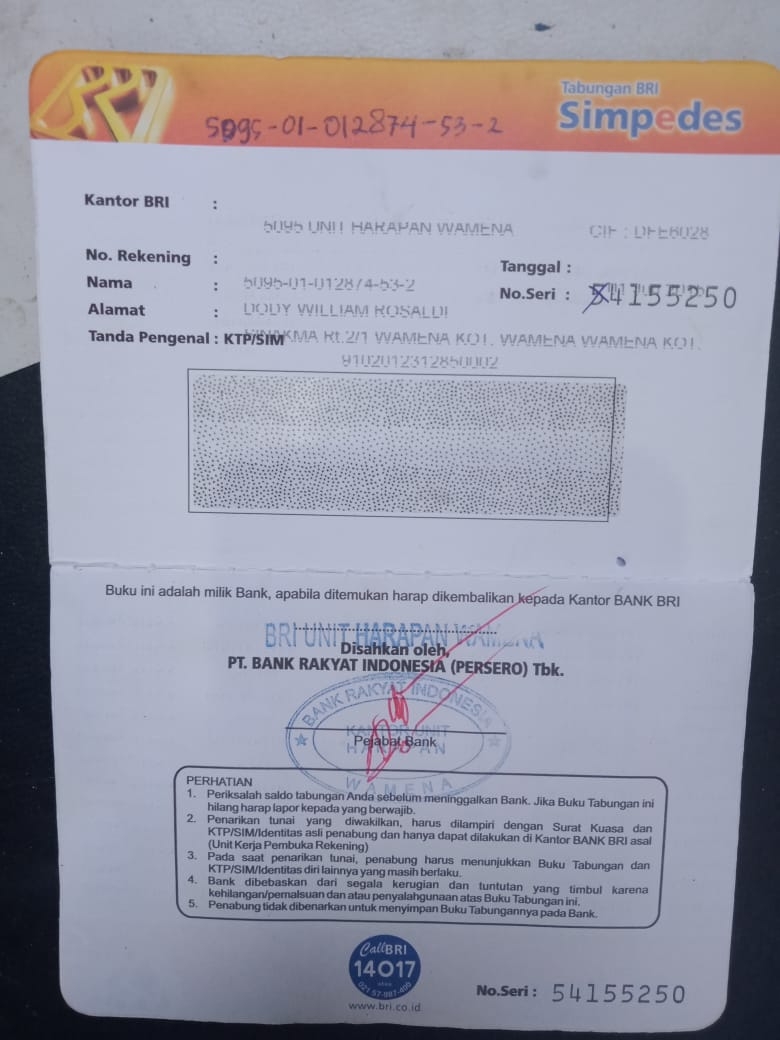 BRI
Tabungan BRI
Simpedes
5095-01-012874-53-2
Kantor BRI :
5095 UNIT HARAPAN WAMENA CIF : DFE8028
No. Rekening : Tanggal :
Nama : 5095-01-012874-53-2 No.Seri : 54155250
Alamat : DODY WILLIAM ROSALDI
Tanda Pengenal : KTP/SIM Rt.2/1 WAMENA KOT. WAMENA WAMENA KOT.
9102012312850002
Buku ini adalah milik Bank, apabila ditemukan harap dikembalikan kepada Kantor BANK BRI
BRI UNIT HARAPAN WAMENA
Disahkan oleh,
PT. BANK RAKYAT INDONESIA (PERSERO) Tbk.
BANK RAKYAT INDONESIA
KANTOR UNIT
Pejabat Bank
HARAPAN
WAMENA
PERHATIAN
1. Periksalah saldo tabungan Anda sebelum meninggalkan Bank. Jika Buku Tabungan ini
hilang harap lapor kepada yang berwajib.
2. Penarikan tunai yang diwakilkan, harus dilampiri dengan Surat Kuasa dan
KTP/SIM/Identitas asli penabung dan hanya dapat dilakukan di Kantor BANK BRI asal
(Unit Kerja Pembuka Rekening)
3. Pada saat penarikan tunai, penabung harus menunjukkan Buku Tabungan dan
KTP/SIM/Identitas diri lainnya yang masih berlaku.
4. Bank dibebaskan dari segala kerugian dan tuntutan yang timbul karena
kehilangan/pemalsuan dan atau penyalahgunaan atas Buku Tabungan ini.
5. Penabung tidak dibenarkan untuk menyimpan Buku Tabungannya pada Bank.
CallBRI
14017
atau
021 57-987-400
www.bri.co.id
No.Seri : 54155250